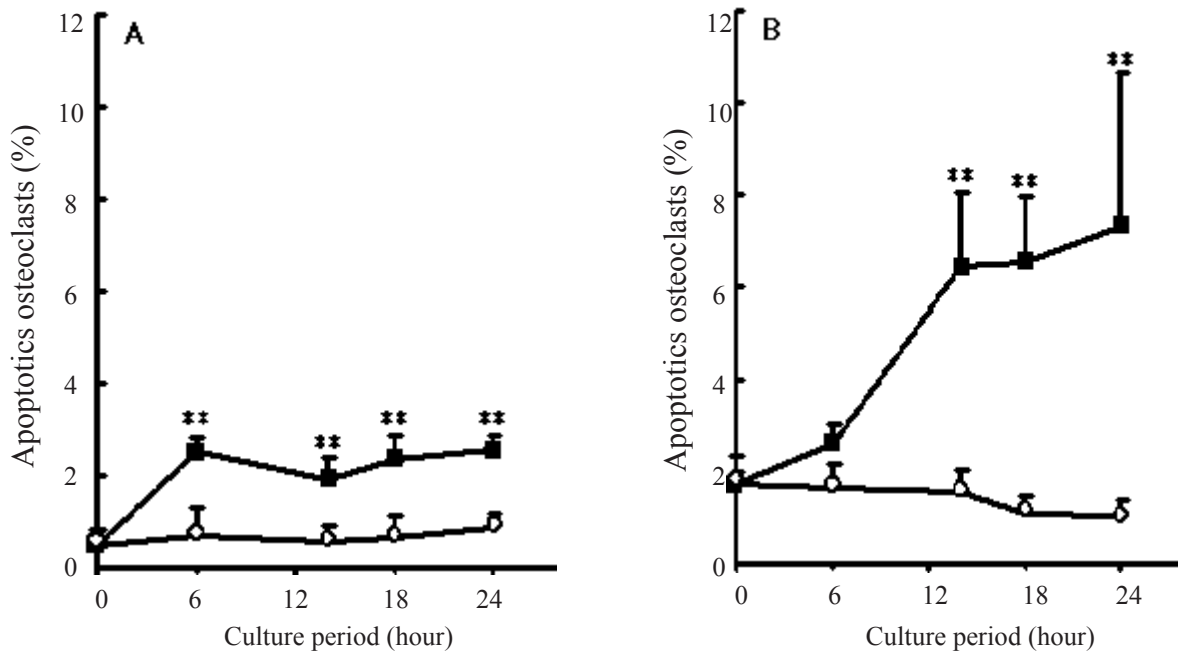 A
Apoptotics osteoclasts (%)
12
10
8
6
4
2
0
** ** ** **
0 6 12 18 24
Culture period (hour)
B
Apoptotics osteoclasts (%)
12
10
8
6
4
2
0
** ** **
0 6 12 18 24
Culture period (hour)